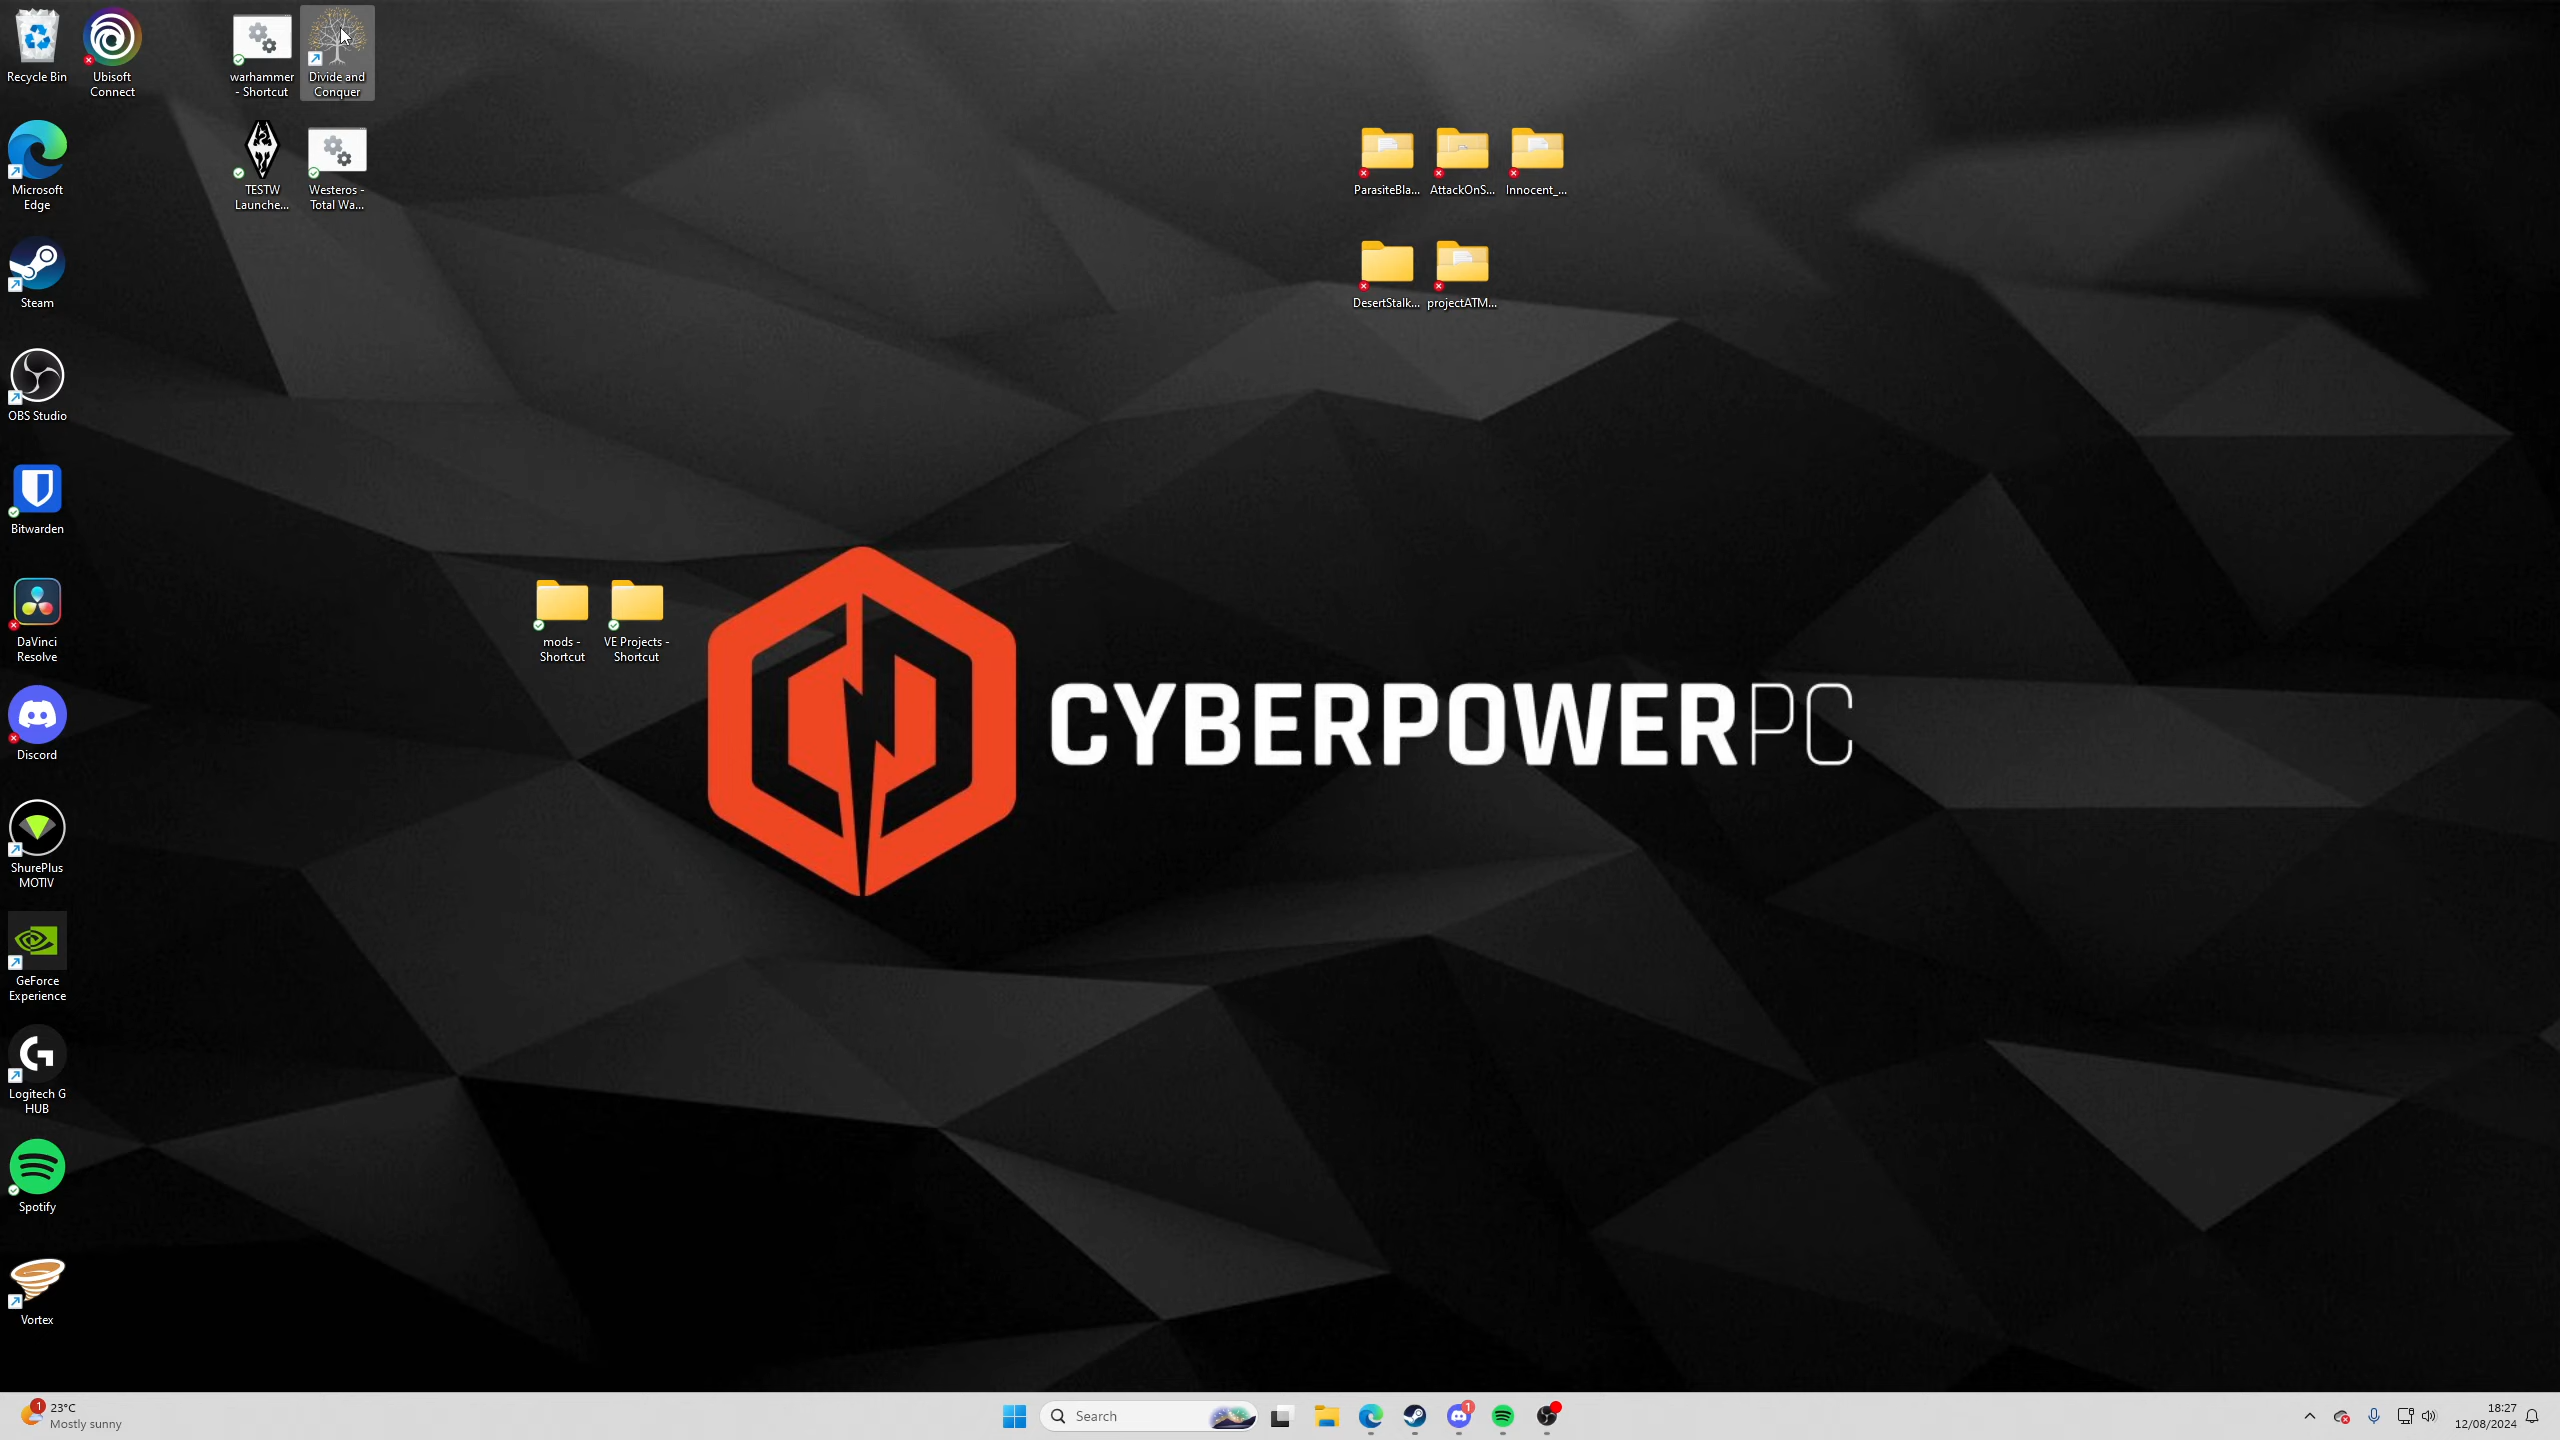 Recycle Bin
Ubisoft
Connect
warhammer
- Shortcut
Divide and
Conquer
Microsoft
Edge
TESTW
Launche...
Westeros -
Total Wa...
ParasiteBla...
AttackOnS...
Innocent_...
Steam
DesertStalk...
projectATM...
OBS Studio
Bitwarden
DaVinci
Resolve
mods -
Shortcut
VE Projects -
Shortcut
CYBERPOWERPC
Discord
ShurePlus
MOTIV
GeForce
Experience
Logitech G
HUB
Spotify
Vortex
1
23°C
Mostly sunny
Search
1
18:27
12/08/2024